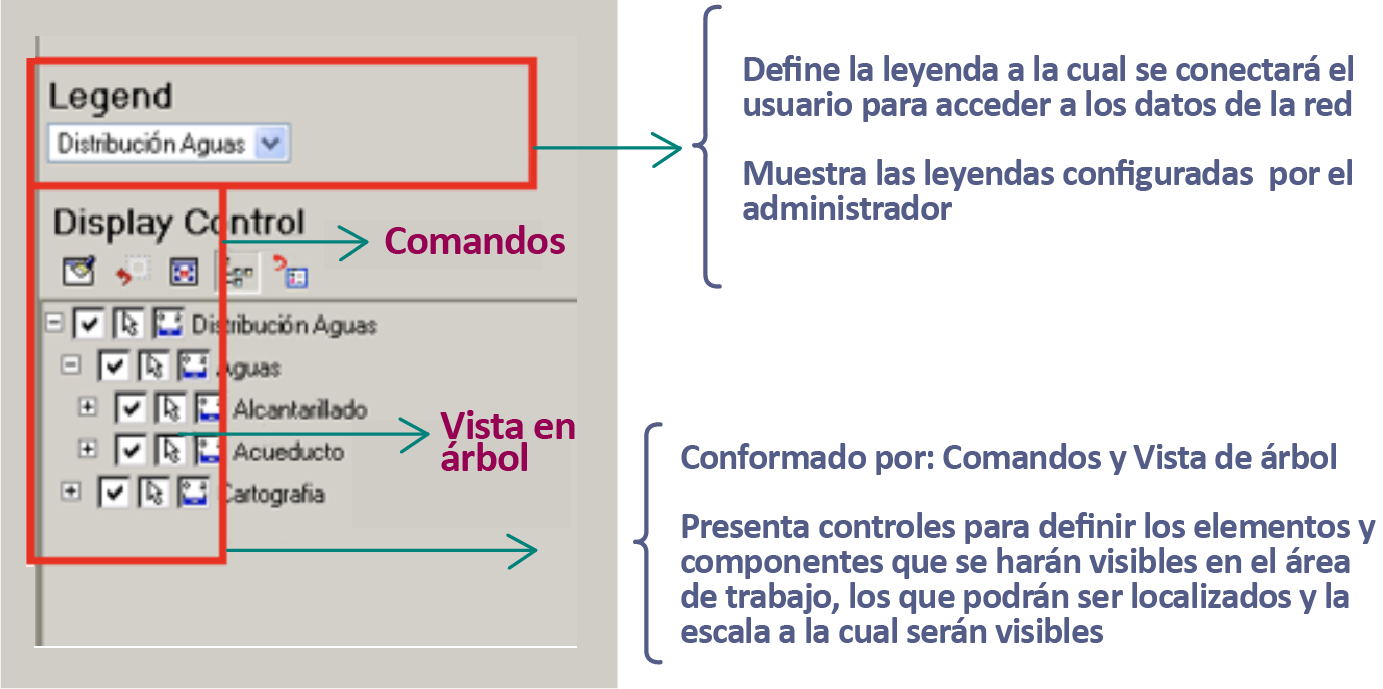 Legend
Distribución Aguas
Display Control
Comandos
Distribución Aguas
Aguas
Alcantarillado
Acueducto
Cartografia
Vista en
árbol
Define la leyenda a la cual se conectará el
usuario para acceder a los datos de la red
Muestra las leyendas configuradas por el
administrador
Conformado por: Comandos y Vista de árbol
Presenta controles para definir los elementos y
componentes que se harán visibles en el área
de trabajo, los que podrán ser localizados y la
escala a la cual serán visibles